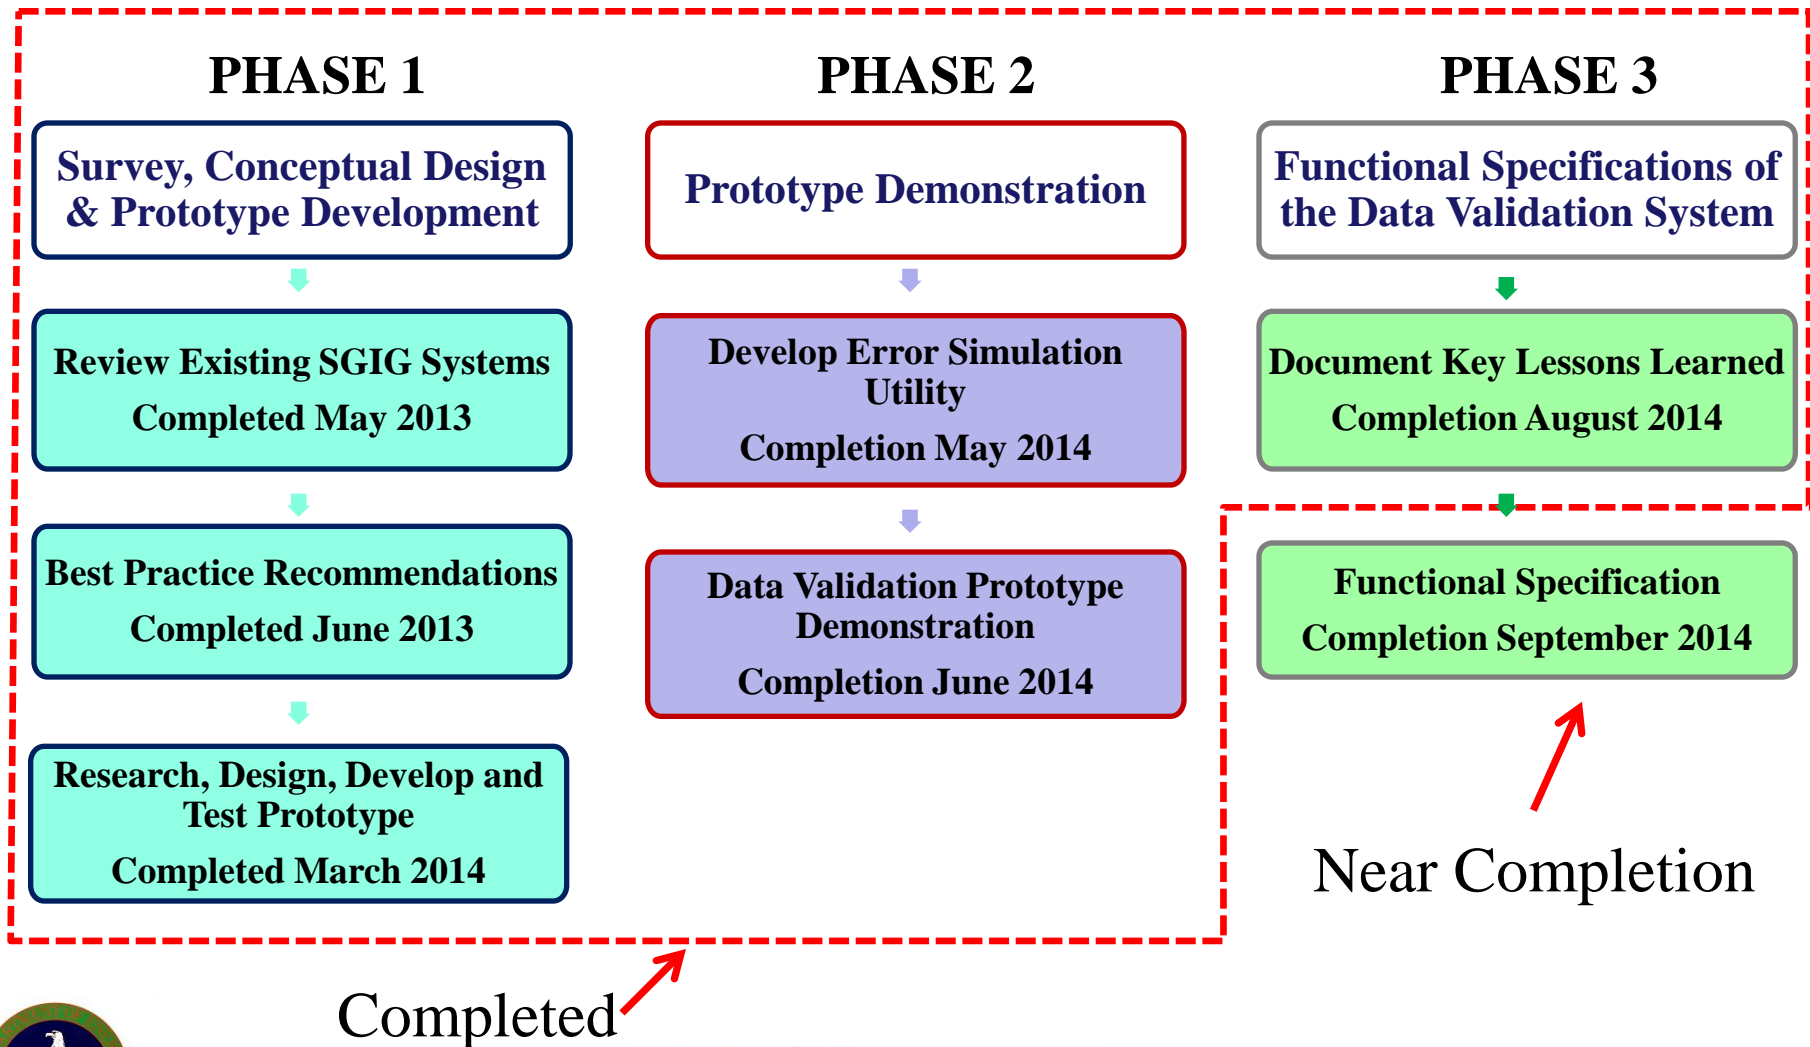 PHASE 1
Survey, Conceptual Design
& Prototype Development
Review Existing SGIG Systems
Completed May 2013
Best Practice Recommendations
Completed June 2013
Research, Design, Develop and
Test Prototype
Completed March 2014
PHASE 2
Prototype Demonstration
Develop Error Simulation
Utility
Completion May 2014
Data Validation Prototype
Demonstration
Completion June 2014
PHASE 3
Functional Specifications of
the Data Validation System
Document Key Lessons Learned
Completion August 2014
Functional Specification
Completion September 2014
Near Completion
Completed